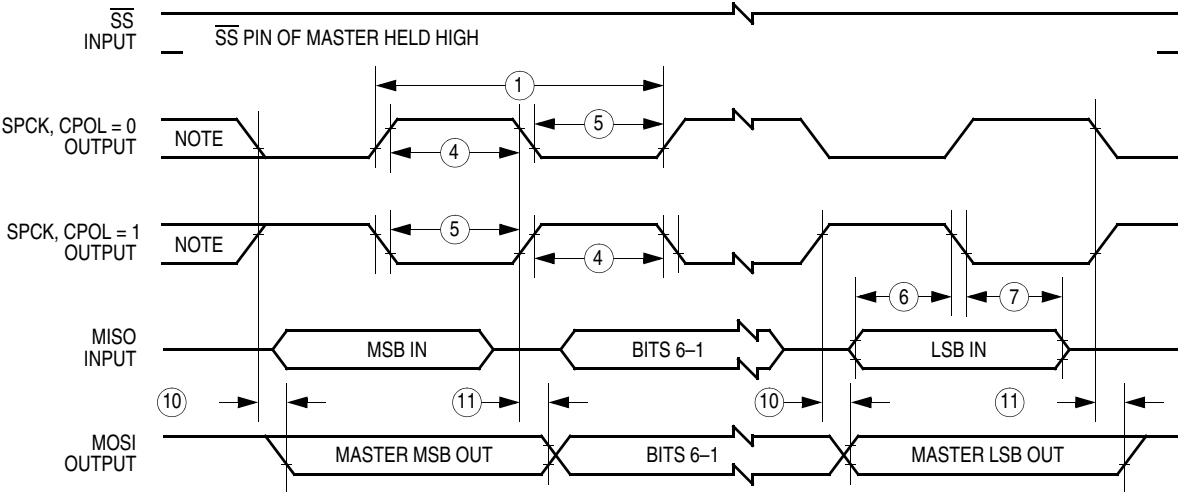 SS
INPUT
SS PIN OF MASTER HELD HIGH
1
SPCK, CPOL = 0
OUTPUT
NOTE
5
4
SPCK, CPOL = 1
OUTPUT
NOTE
5
4
6
7
MISO
INPUT
MSB IN
BITS 6–1
LSB IN
10
11
10
11
MOSI
OUTPUT
MASTER MSB OUT
BITS 6–1
MASTER LSB OUT